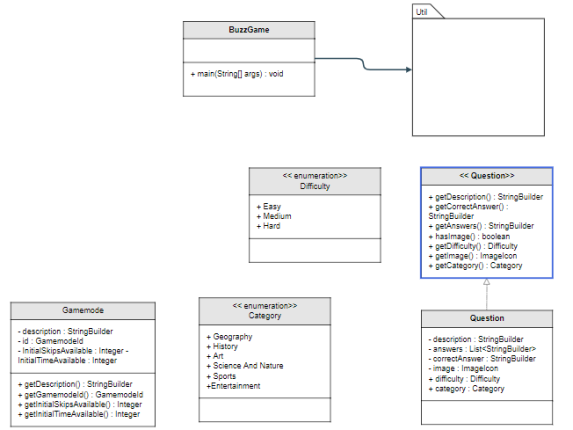 Util
BuzzGame
+ main(String[] args) : void
<< enumeration>>
Difficulty
+ Easy
+ Medium
+ Hard
<< Question>>
+ getDescription() : StringBuilder
+ getCorrectAnswer() :
StringBuilder
+ getAnswers() : StringBuilder
+ hasImage() : boolean
+ getDifficulty() : Difficulty
+ getImage() : ImageIcon
+ getCategory() : Category
Gamemode
- description : StringBuilder
- id : GamemodeId
- InitialSkipsAvailable : Integer -
InitialTimeAvailable : Integer
+ getDescription() : StringBuilder
+ getGamemodeId() : GamemodeId
+ getInitialSkipsAvailable() : Integer
+ getInitialTimeAvailable() : Integer
<< enumeration>>
Category
+ Geography
+ History
+ Art
+ Science And Nature
+ Sports
+Entertainment
Question
- description : StringBuilder
- answers : List<StringBuilder>
- correctAnswer : StringBuilder
- image : ImageIcon
+ difficulty : Difficulty
+ category : Category